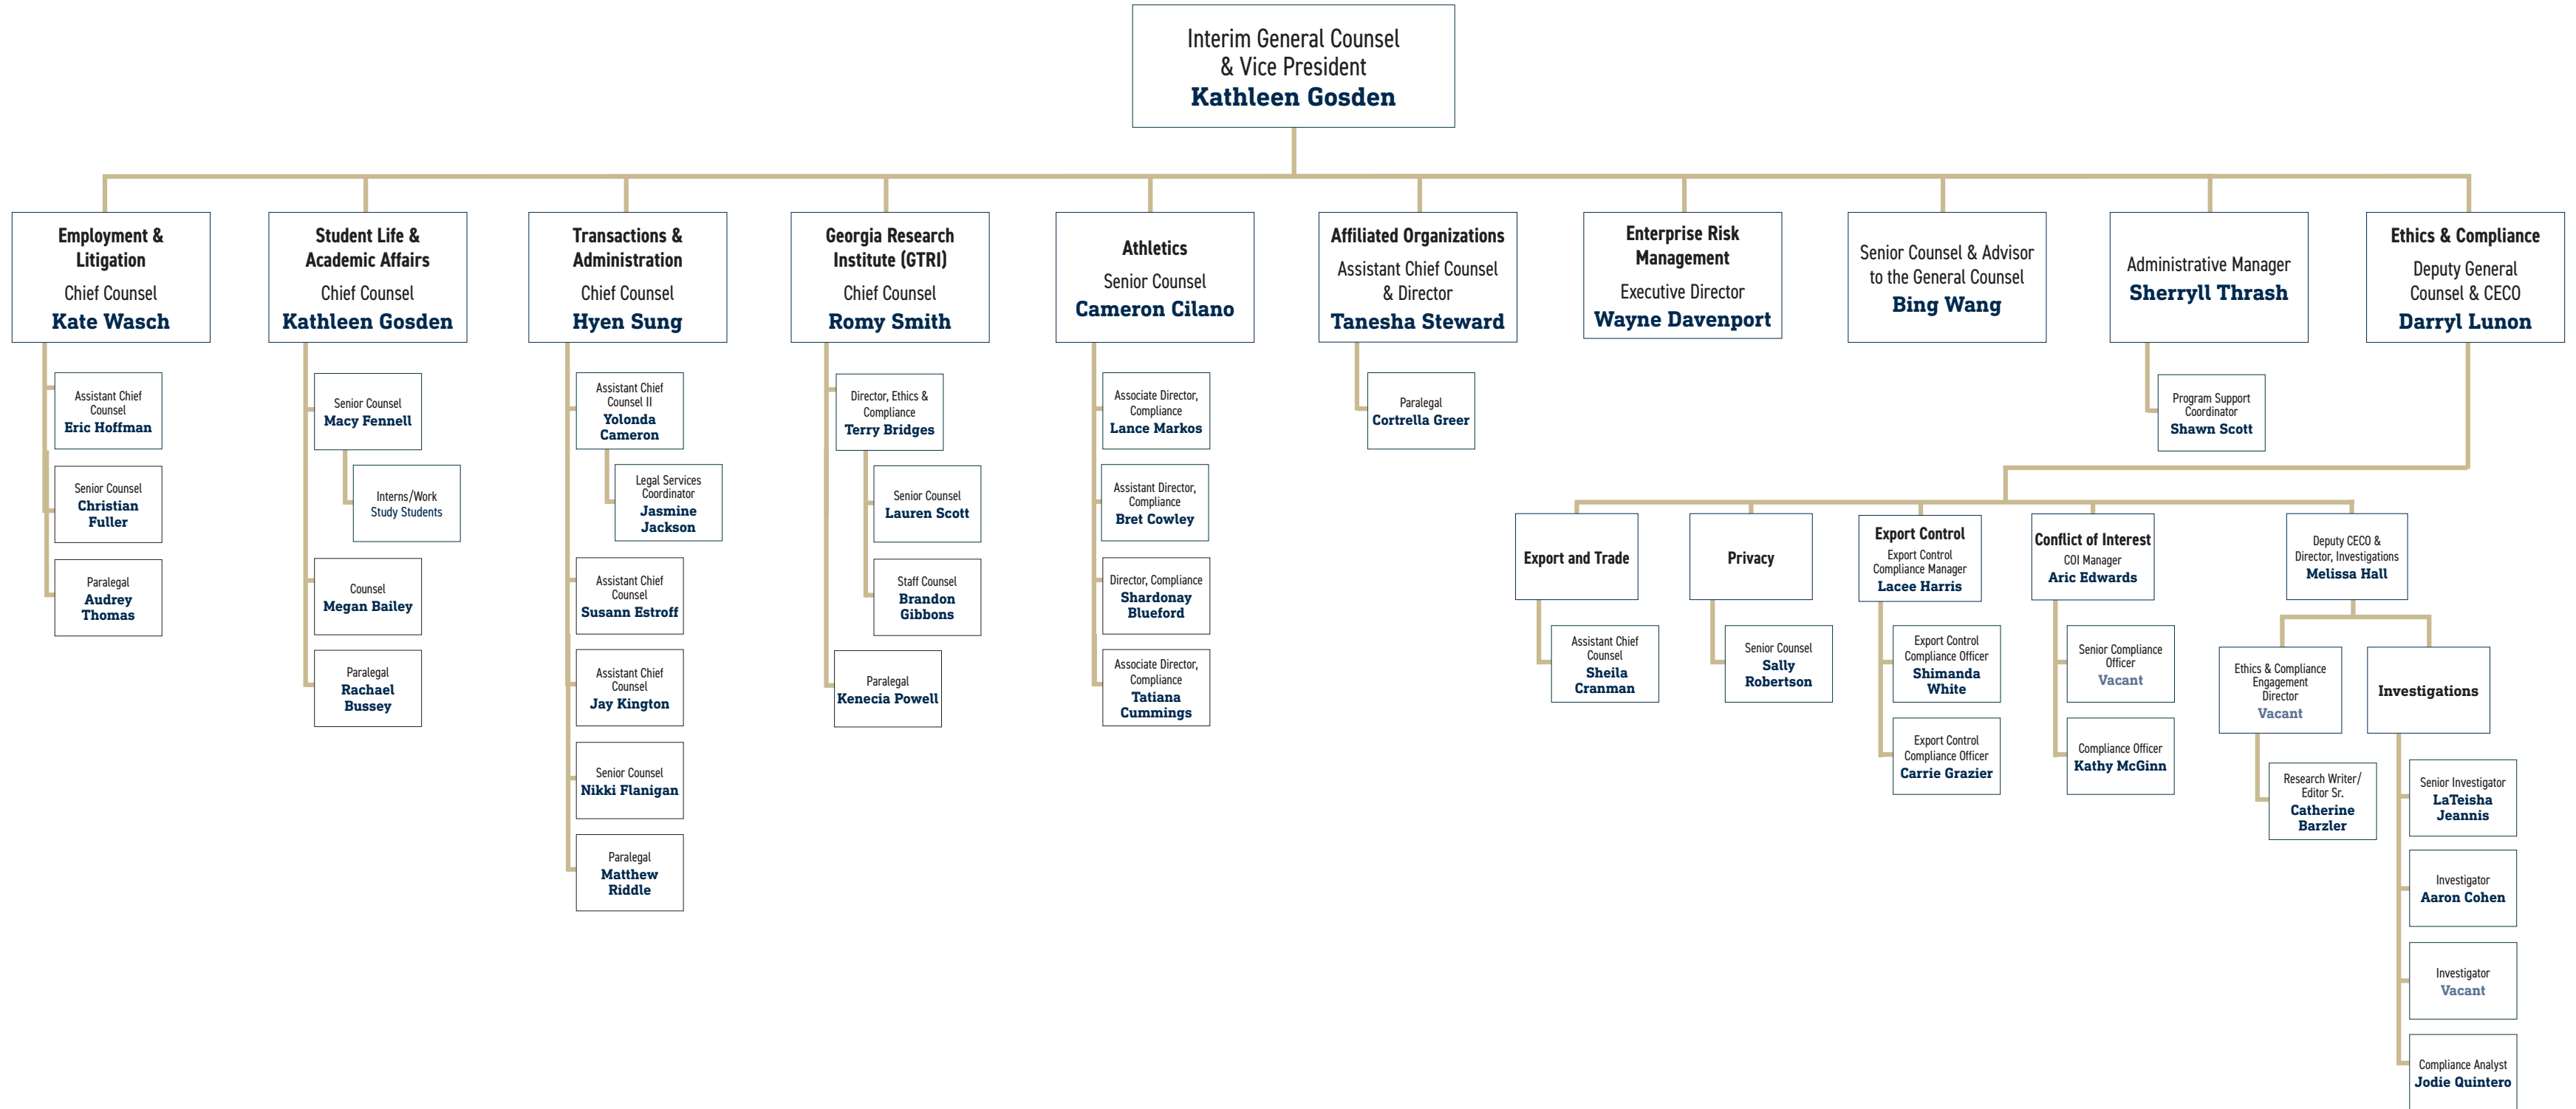 Interim General Counsel
& Vice President
Kathleen Gosden
Employment &
Litigation
Chief Counsel
Kate Wasch
Assistant Chief
Counsel
Eric Hoffman
Senior Counsel
Christian
Fuller
Paralegal
Audrey
Thomas
Student Life &
Academic Affairs
Chief Counsel
Kathleen Gosden
Senior Counsel
Macy Fennell
Interns/Work
Study Students
Counsel
Megan Bailey
Paralegal
Rachael
Bussey
Transactions &
Administration
Chief Counsel
Hyen Sung
Assistant Chief
Counsel II
Yolonda
Cameron
Legal Services
Coordinator
Jasmine
Jackson
Assistant Chief
Counsel
Susann Estroff
Assistant Chief
Counsel
Jay Kington
Senior Counsel
Nikki Flanigan
Paralegal
Matthew
Riddle
Georgia Research
Institute (GTRI)
Chief Counsel
Romy Smith
Director, Ethics &
Compliance
Terry Bridges
Senior Counsel
Lauren Scott
Staff Counsel
Brandon
Gibbons
Paralegal
Kenecia Powell
Athletics
Senior Counsel
Cameron Cilano
Associate Director,
Compliance
Lance Markos
Assistant Director,
Compliance
Bret Cowley
Director, Compliance
Shardonay
Blueford
Associate Director,
Compliance
Tatiana
Cummings
Affiliated Organizations
Assistant Chief Counsel
& Director
Tanesha Steward
Paralegal
Cortrella Greer
Enterprise Risk
Management
Executive Director
Wayne Davenport
Senior Counsel & Advisor
to the General Counsel
Bing Wang
Administrative Manager
Sherryll Thrash
Program Support
Coordinator
Shawn Scott
Ethics & Compliance
Deputy General
Counsel & CECO
Darryl Lunon
Export and Trade
Assistant Chief
Counsel
Sheila
Cranman
Privacy
Senior Counsel
Sally
Robertson
Export Control
Export Control
Compliance Manager
Lacee Harris
Export Control
Compliance Officer
Shimanda
White
Export Control
Compliance Officer
Carrie Grazier
Conflict of Interest
COI Manager
Aric Edwards
Senior Compliance
Officer
Vacant
Compliance Officer
Kathy McGinn
Deputy CECO &
Director, Investigations
Melissa Hall
Ethics & Compliance
Engagement
Director
Vacant
Research Writer/
Editor Sr.
Catherine
Barzler
Investigations
Senior Investigator
LaTeisha
Jeannis
Investigator
Aaron Cohen
Investigator
Vacant
Compliance Analyst
Jodie Quintero